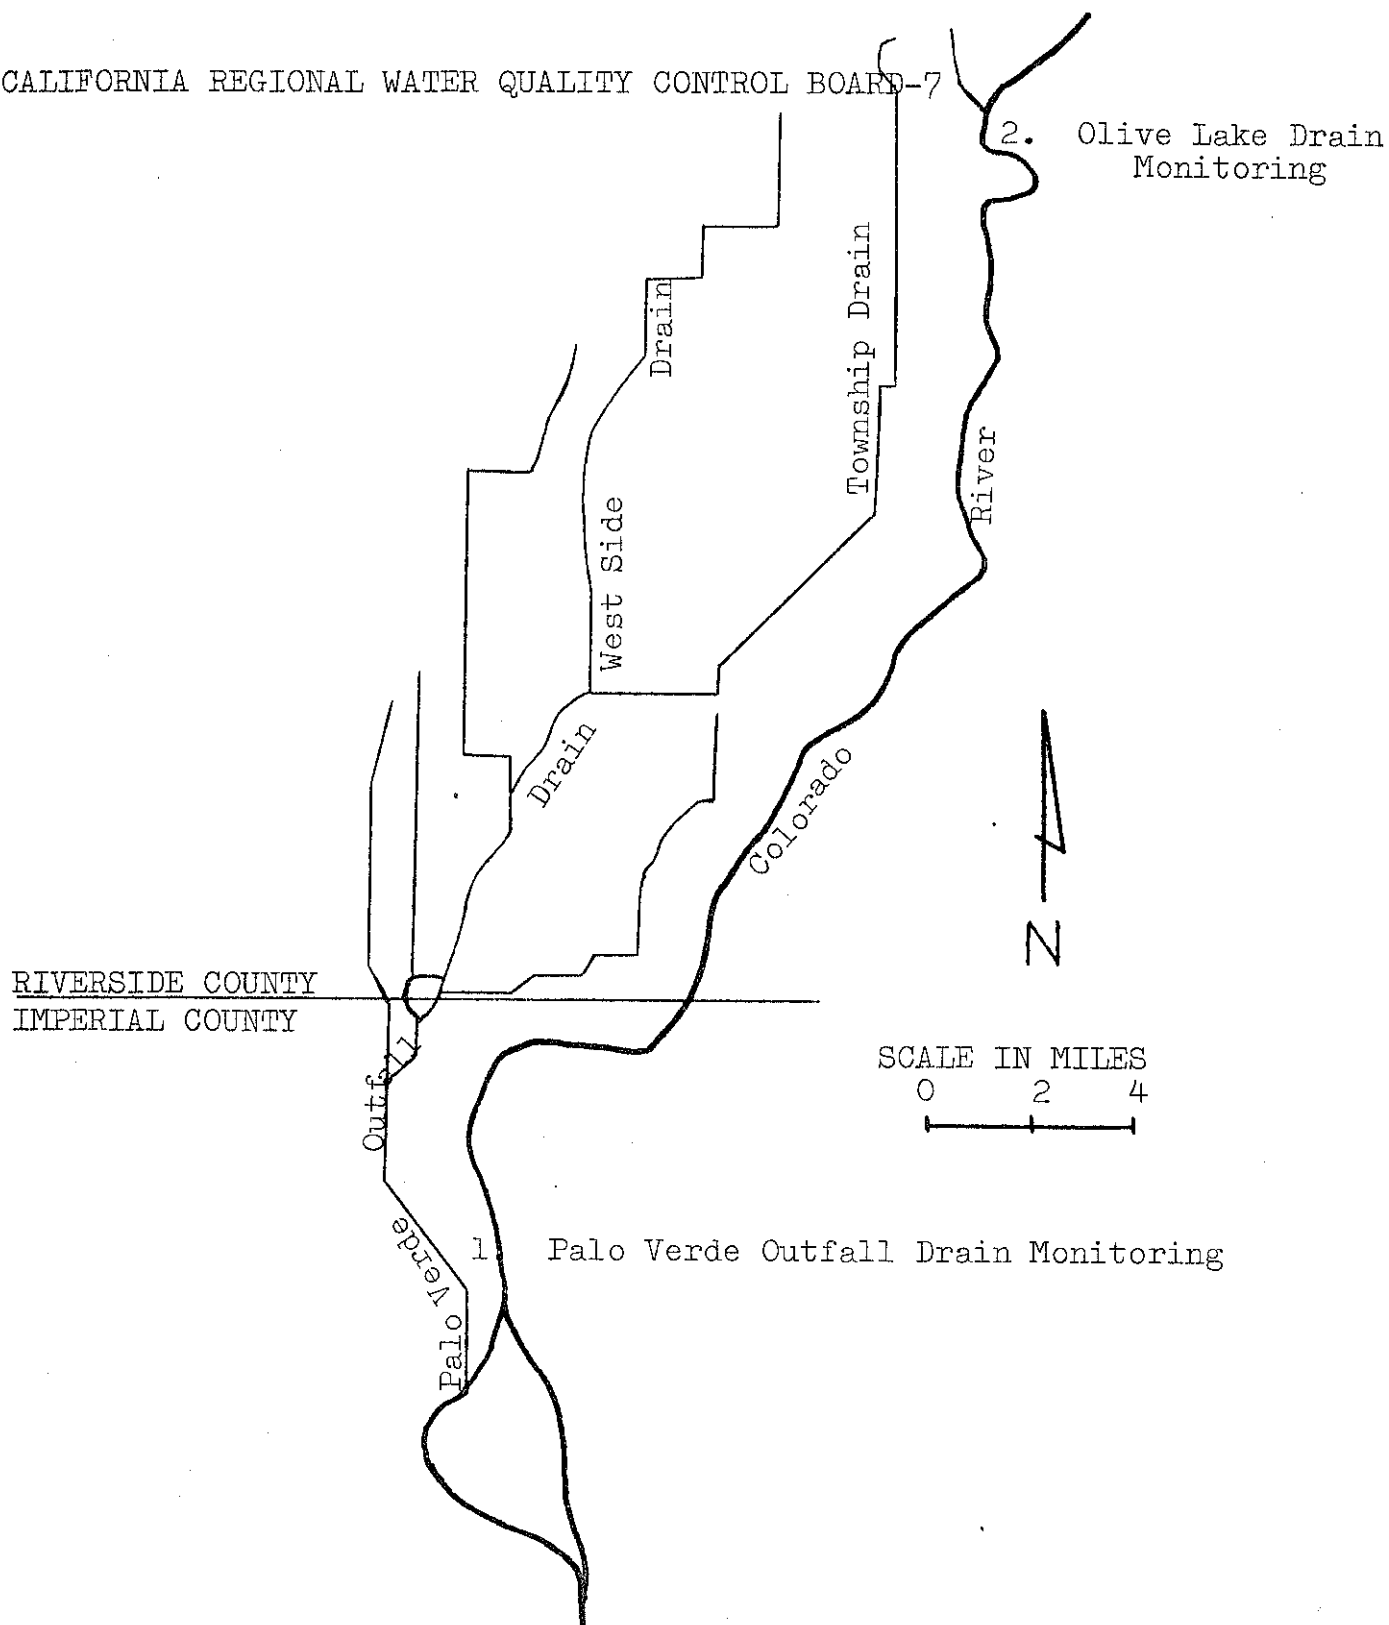 CALIFORNIA REGIONAL WATER QUALITY CONTROL BOARD-7
2. Olive Lake Drain
Monitoring
Township Drain
Drain
West Side
River
Drain
Colorado
N
RIVERSIDE COUNTY
IMPERIAL COUNTY
SCALE IN MILES
0 2 4
Outfall
Palo Verde
1 Palo Verde Outfall Drain Monitoring